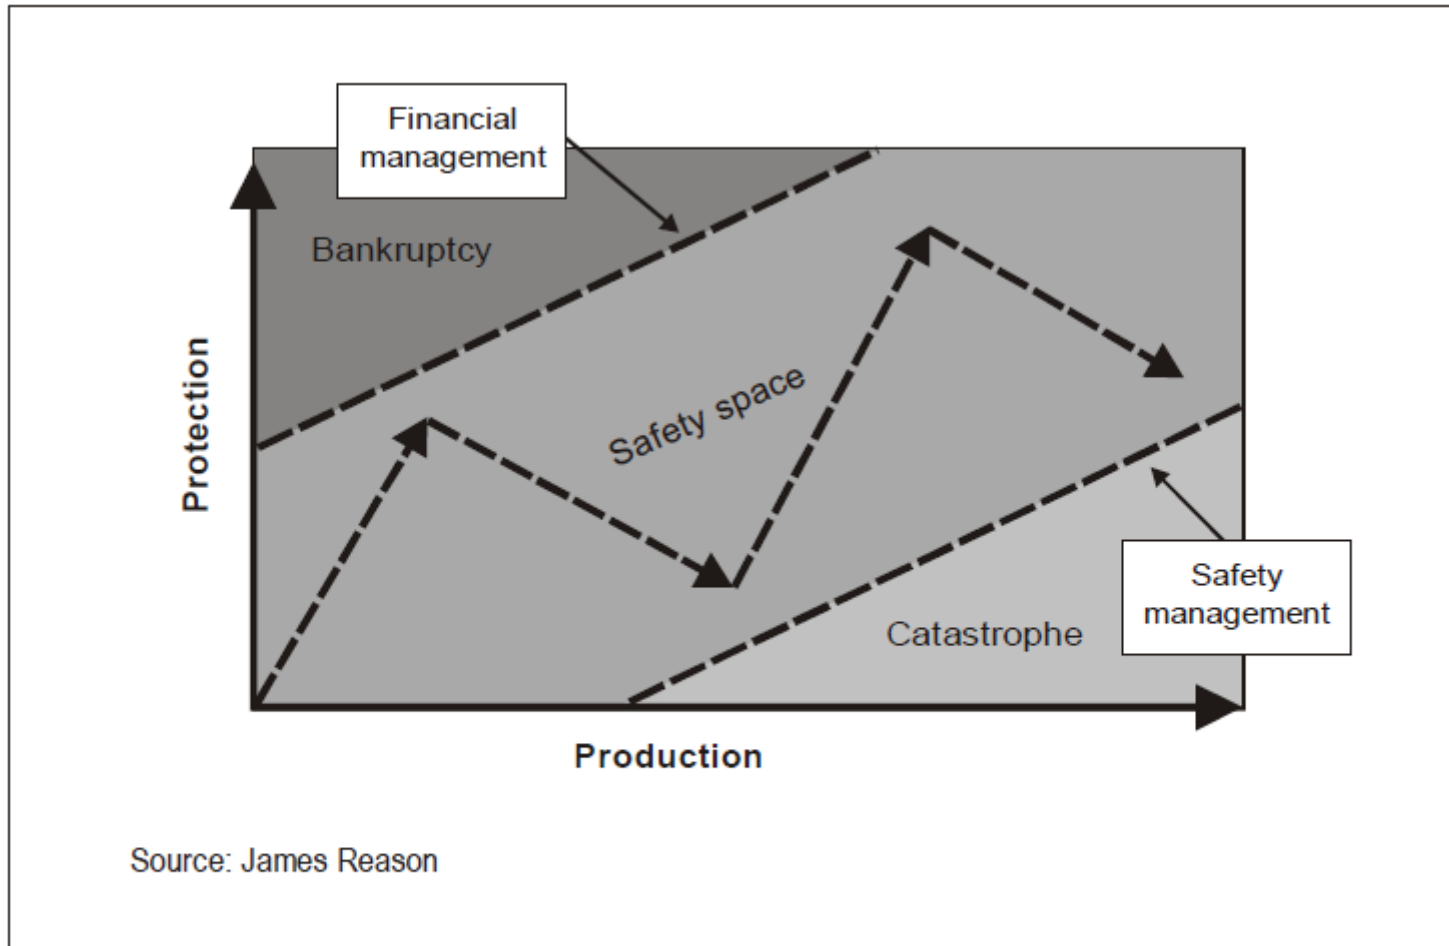 Financial
management
Bankruptcy
Protection
Safety space
Safety
management
Catastrophe
Production
Source: James Reason